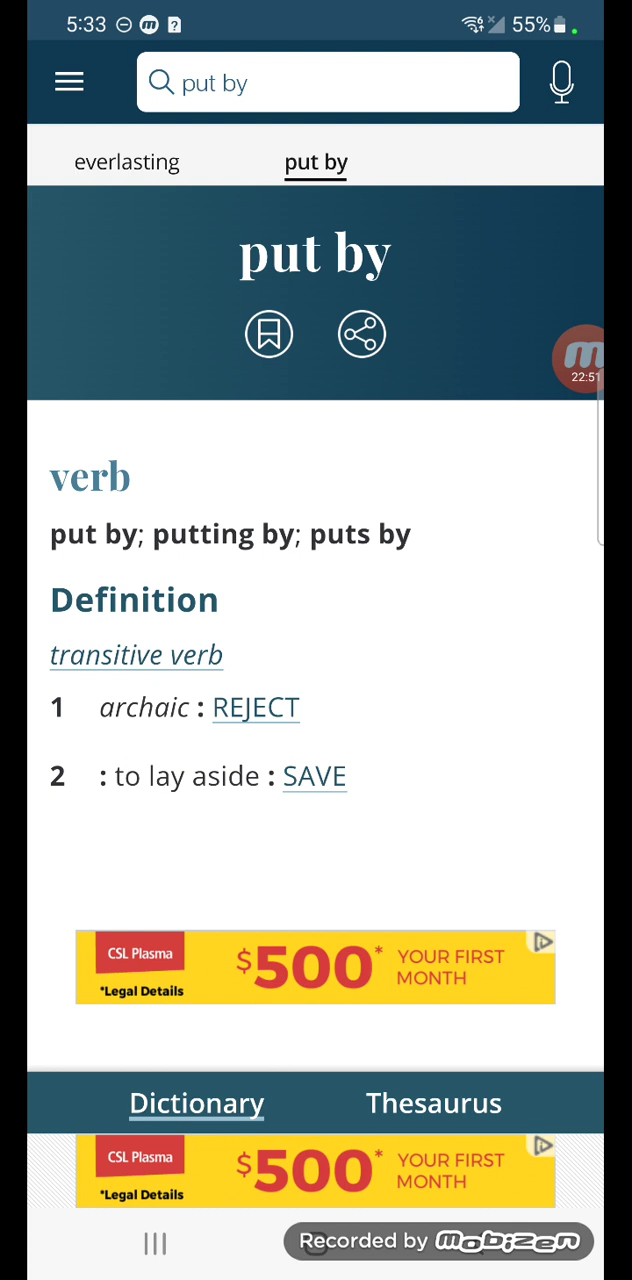 5:33 55%
put by
everlasting put by
put by
22:51
verb
put by; putting by; puts by
Definition
transitive verb
1 archaic : REJECT
2 : to lay aside : SAVE
CSL Plasma
*Legal Details
$500* YOUR FIRST
MONTH
Dictionary Thesaurus
CSL Plasma
*Legal Details
$500* YOUR FIRST
MONTH
Recorded by mobizen